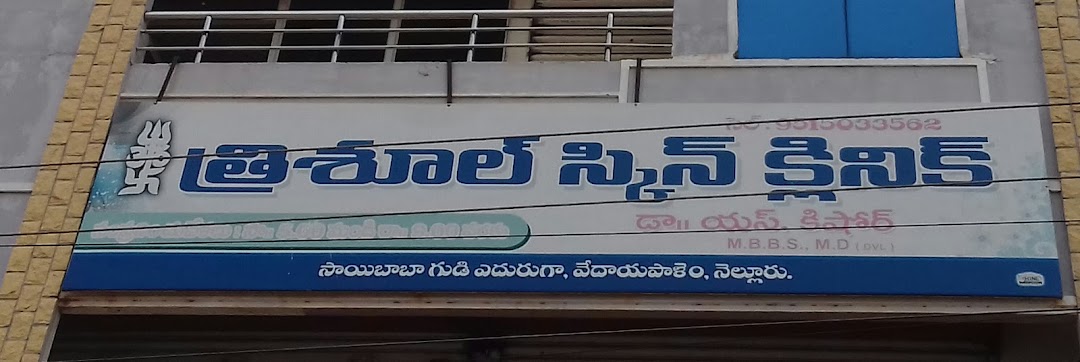 సెల్ : 9515033562
త్రిశూల్ స్కిన్ క్లినిక్
డా॥ యస్. కిషోర్
M.B.B.S., M.D (DVL)
సాయిబాబా గుడి ఎదురుగా, వేదాయపాళెం, నెల్లూరు.